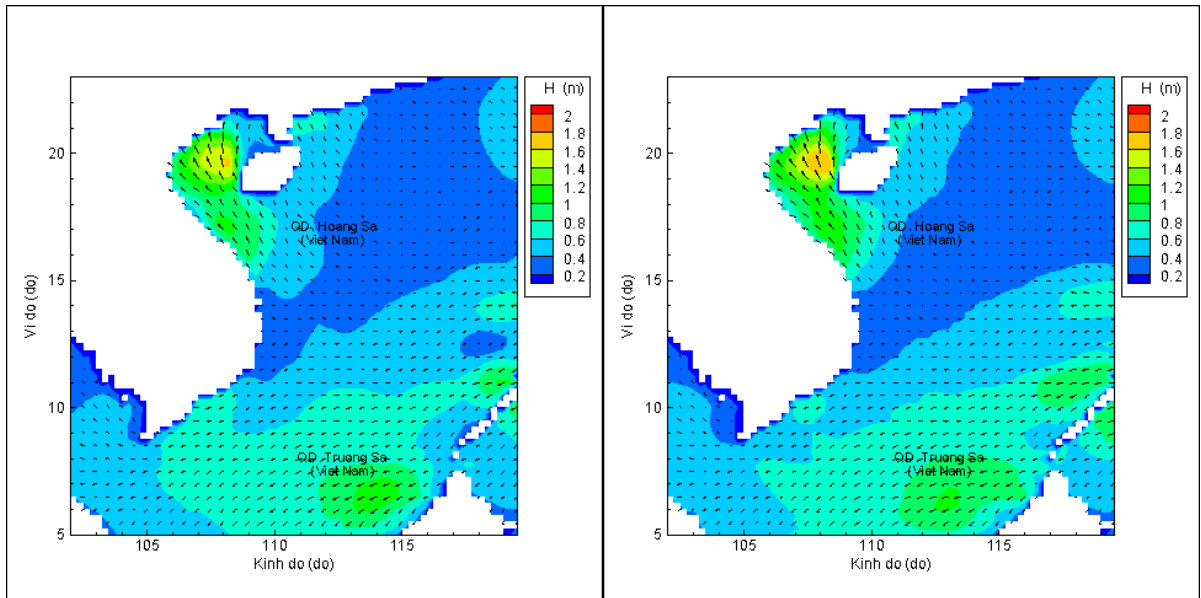 H (m)
2
1.8
1.6
1.4
1.2
1
0.8
0.6
0.4
0.2
20
15
10
5
Vi do (do)
QD. Hoang Sa
(Viet Nam)
QD. Truong Sa
(Viet Nam)
105
110
115
Kinh do (do)
H (m)
2
1.8
1.6
1.4
1.2
1
0.8
0.6
0.4
0.2
20
15
10
5
Vi do (do)
QD. Hoang Sa
(Viet Nam)
QD. Truong Sa
(Viet Nam)
105
110
115
Kinh do (do)